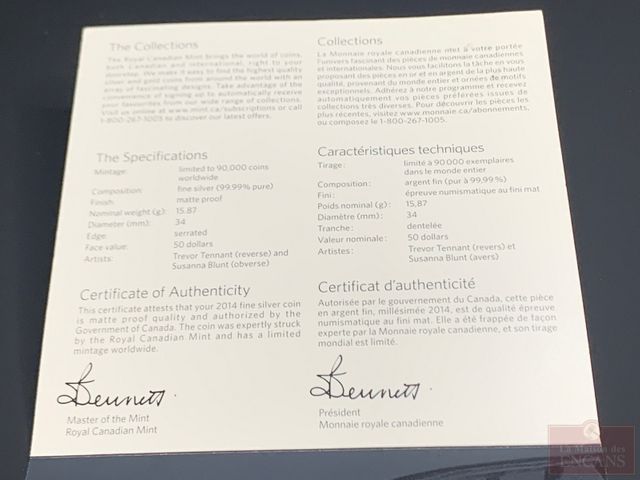 The Collections
The Royal Canadian Mint brings the world of coins,
both Canadian and international, right to your
doorstep. We make it easy to find the highest quality
silver and gold coins from around the world with an
array of fascinating designs. Take advantage of the
convenience of signing up to automatically receive
your favourites from our wide range of collections.
Visit us online at www.mint.ca/subscriptions or call
1-800-267-1003 to discover our latest offers.
The Specifications
Mintage: limited to 90,000 coins
worldwide
Composition: fine silver (99.99% pure)
Finish: matte proof
Nominal weight (g): 15.87
Diameter (mm): 34
Edge: serrated
Face value: 50 dollars
Artists: Trevor Tennant (reverse) and
Susanna Blunt (obverse)
Certificate of Authenticity
This certificate attests that your 2014 fine silver coin
is matte proof quality and authorized by the
Government of Canada. The coin was expertly struck
by the Royal Canadian Mint and has a limited
mintage worldwide.
Bennett
Master of the Mint
Royal Canadian Mint
Collections
La Monnaie royale canadienne met à votre portée
l'univers fascinant des pièces de monnaie canadiennes
et internationales. Nous vous facilitons la tâche en vous
proposant des pièces en or et en argent de la plus haute
qualité, provenant du monde entier et ornées de motifs
exceptionnels. Adhérez à notre programme et recevez
automatiquement vos pièces préférées issues de
collections très diverses. Pour découvrir les pièces les
plus récentes, visitez www.monnaie.ca/abonnements,
ou composez le 1-800-267-1005.
Caractéristiques techniques
Tirage: limité à 90 000 exemplaires
dans le monde entier
Composition: argent fin (pur à 99,99 %)
Fini: épreuve numismatique au fini mat
Poids nominal (g): 15,87
Diamètre (mm): 34
Tranche: dentelée
Valeur nominale: 50 dollars
Artistes: Trevor Tennant (revers) et
Susanna Blunt (avers)
Certificat d'authenticité
Autorisée par le gouvernement du Canada, cette pièce
en argent fin, millésimée 2014, est de qualité épreuve
numismatique au fini mat. Elle a été frappée de façon
experte par la Monnaie royale canadienne, et son tirage
mondial est limité.
Bennett
Président
Monnaie royale canadienne
La Maison des
ENCANS